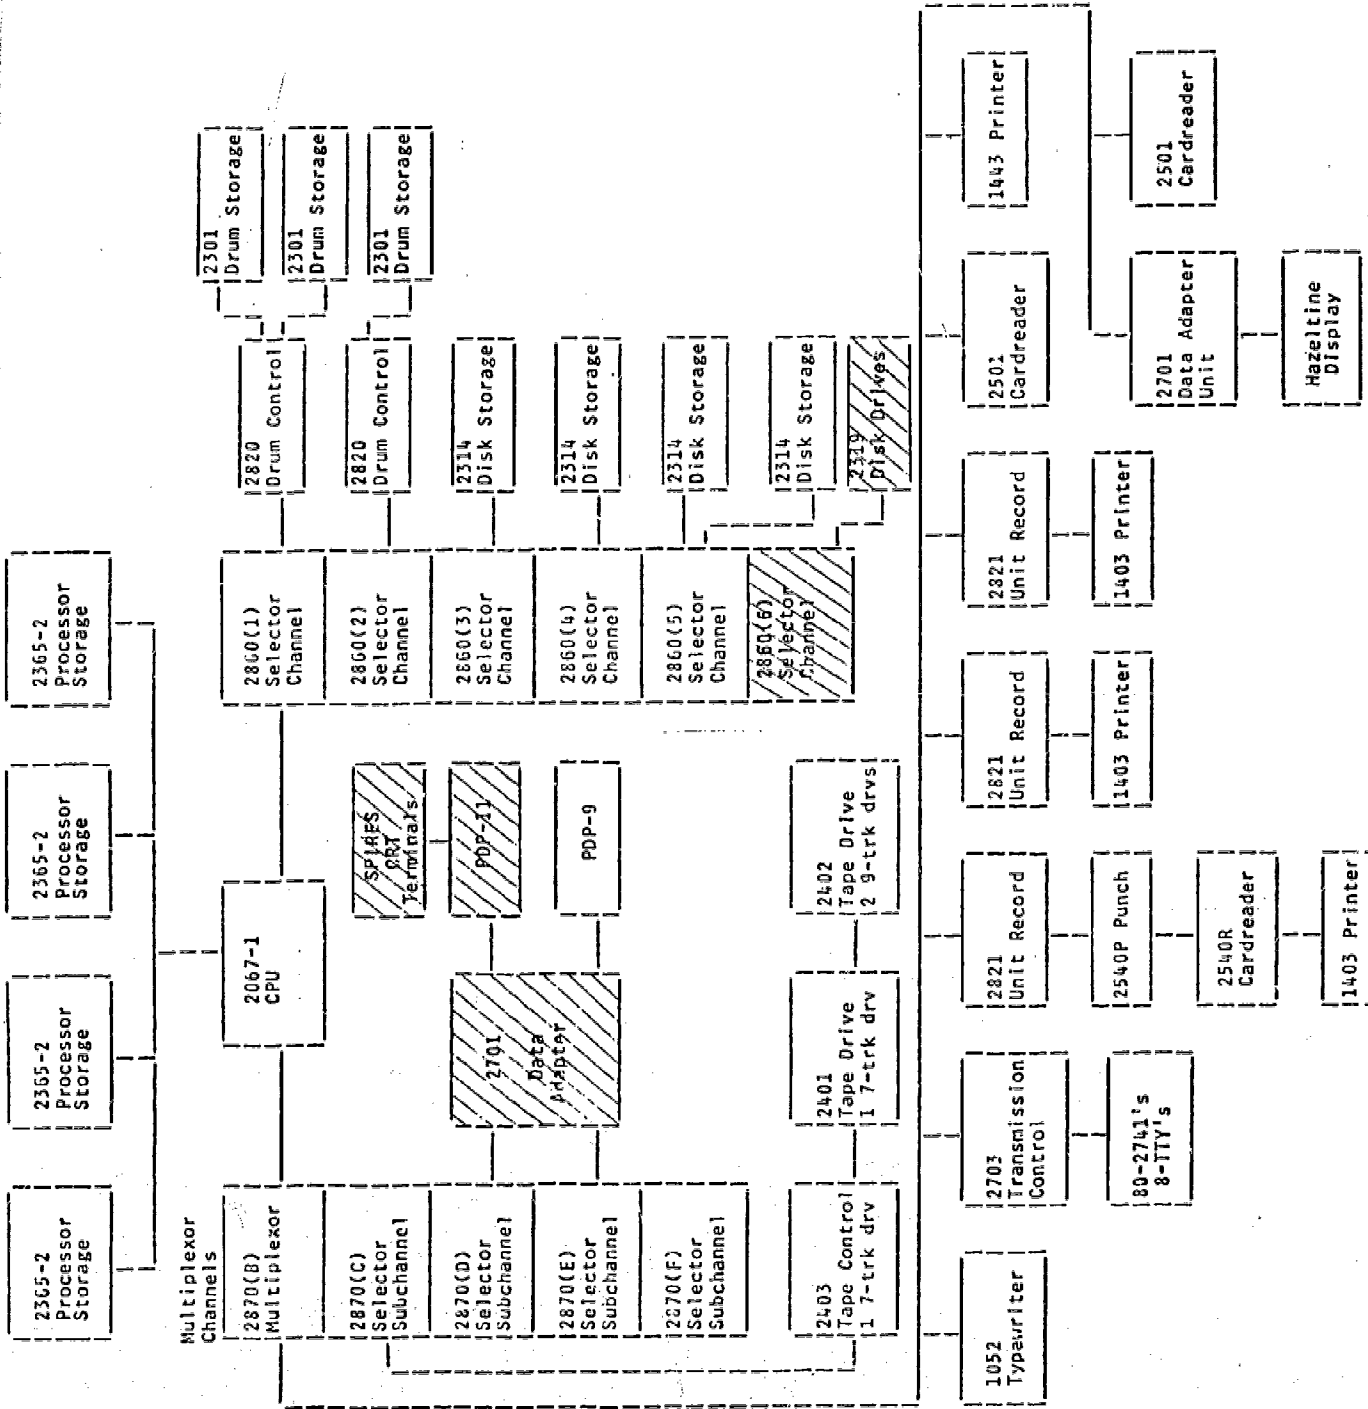 2365-2
Processor
Storage
2365-2
Processor
Storage
2365-2
Processor
Storage
2365-2
Processor
Storage
Multiplexor
Channels
2067-1
CPU
2870(B)
Multiplexor
2870(C)
Selector
Subchannel
2870(D)
Selector
Subchannel
2870(E)
Selector
Subchannel
2870(F)
Selector
Subchannel
2701
Data
Adapter
SPIRES
CRT
Terminals
PDP-11
PDP-9
2860(1)
Selector
Channel
2860(2)
Selector
Channel
2860(3)
Selector
Channel
2860(4)
Selector
Channel
2860(5)
Selector
Channel
2860(6)
Selector
Channel
2820
Drum Control
2820
Drum Control
2314
Disk Storage
2314
Disk Storage
2314
Disk Storage
2314
Disk Storage
2319
Disk Drives
2301
Drum Storage
2301
Drum Storage
2301
Drum Storage
2403
Tape Control
1 7-trk drv
2401
Tape Drive
1 7-trk drv
2402
Tape Drive
2 9-trk drvs
1052
Typewriter
2703
Transmission
Control
80-2741's
8-TTY's
2821
Unit Record
2540P Punch
2540R
Cardreader
1403 Printer
2821
Unit Record
1403 Printer
2821
Unit Record
1403 Printer
2502
Cardreader
1443 Printer
2701
Data Adapter
Unit
Hazeltine
Display
2501
Cardreader